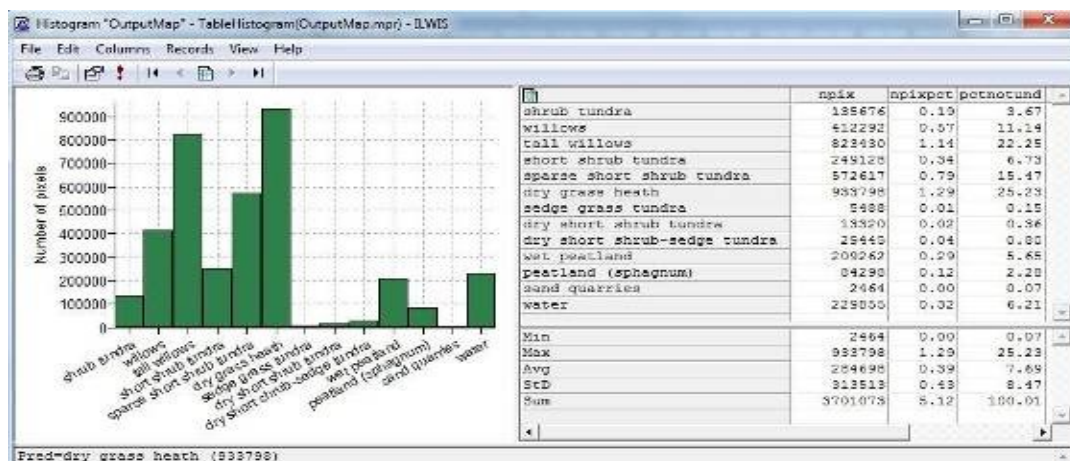 Histogram "OutputMap" - TableHistogram(OutputMap.mpr) - ILWIS
File Edit Columns Records View Help
Number of pixels
900000
800000
700000
600000
500000
400000
300000
200000
100000
0
shrub tundra
willows
tall willows
short shrub tundra
sparse short shrub tundra
dry grass heath
sedge grass tundra
dry short shrub tundra
dry short shrub-sedge tundra
wet peatland
peatland (sphagnum)
sand quarries
water
npix npixpct pctnotund
shrub tundra 135676 0.19 3.67
willows 412292 0.57 11.14
tall willows 823430 1.14 22.25
short shrub tundra 249128 0.34 6.73
sparse short shrub tundra 572617 0.79 15.47
dry grass heath 933798 1.29 25.23
sedge grass tundra 5488 0.01 0.15
dry short shrub tundra 13320 0.02 0.36
dry short shrub-sedge tundra 29445 0.04 0.80
wet peatland 209262 0.29 5.65
peatland (sphagnum) 84298 0.12 2.28
sand quarries 2464 0.00 0.07
water 229855 0.32 6.21
Min 2464 0.00 0.07
Max 933798 1.29 25.23
Avg 284698 0.39 7.69
StD 313513 0.43 8.47
Sum 3701073 5.12 100.01
Pred=dry grass heath (933798)